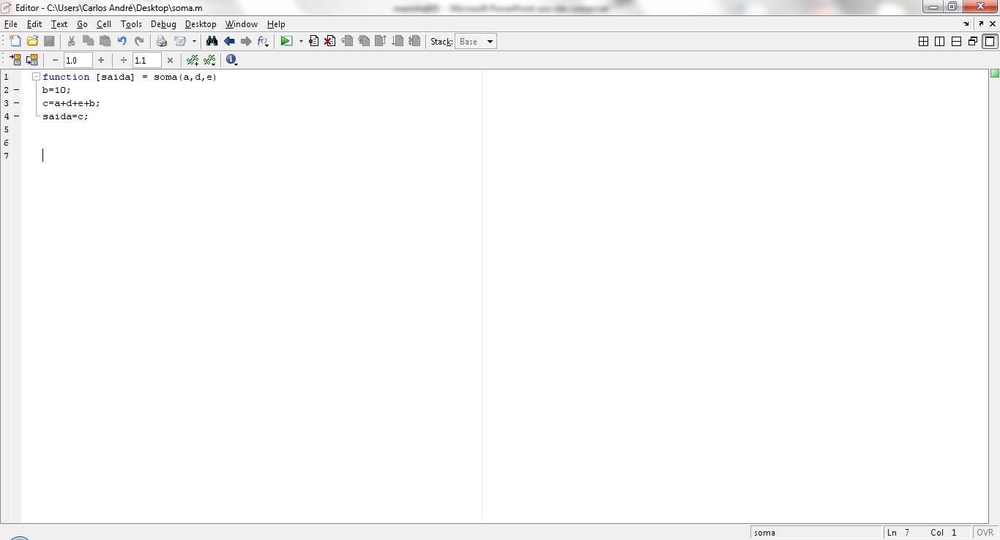 Editor - C:\Users\Carlos André\Desktop\soma.m
File Edit Text Go Cell Tools Debug Desktop Window Help
Stack: Base
1.0 1.1
1 function [saida] = soma(a,d,e)
2 b=10;
3 c=a+d+e+b;
4 saida=c;
5
6
7
soma Ln 7 Col 1 OVR